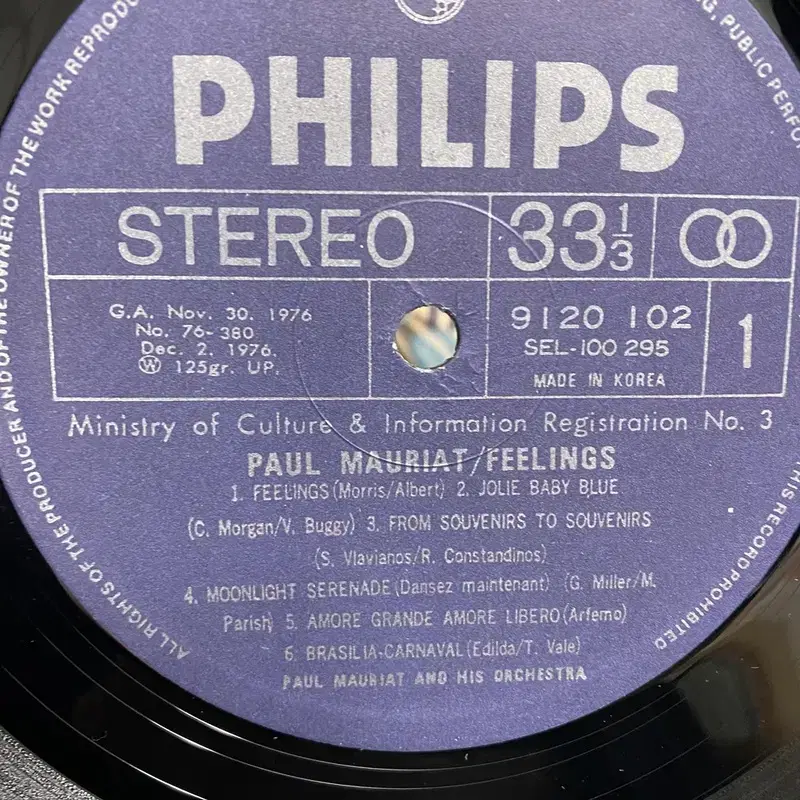 PHILIPS
STEREO
33 1/3
G.A. Nov. 30. 1976
No. 76-380
Dec. 2. 1976.
Ⓦ 125gr. UP.
9120 102
SEL-100 295
MADE IN KOREA
1
Ministry of Culture & Information Registration No. 3
PAUL MAURIAT/FEELINGS
1. FEELINGS(Morris/Albert) 2. JOLIE BABY BLUE
(C. Morgan/V. Buggy) 3. FROM SOUVENIRS TO SOUVENIRS
(S. Vlavianos/R. Constandinos)
4. MOONLIGHT SERENADE(Dansez maintenant) (G. Miller/M.
Parish) 5. AMORE GRANDE AMORE LIBERO(Arfemo)
6. BRASILIA-CARNAVAL(Edilda/T. Vale)
PAUL MAURIAT AND HIS ORCHESTRA
ALL RIGHTS OF THE PRODUCER AND OF THE OWNER OF THE WORK
PUBLIC
THIS RECORD PROHIBITED